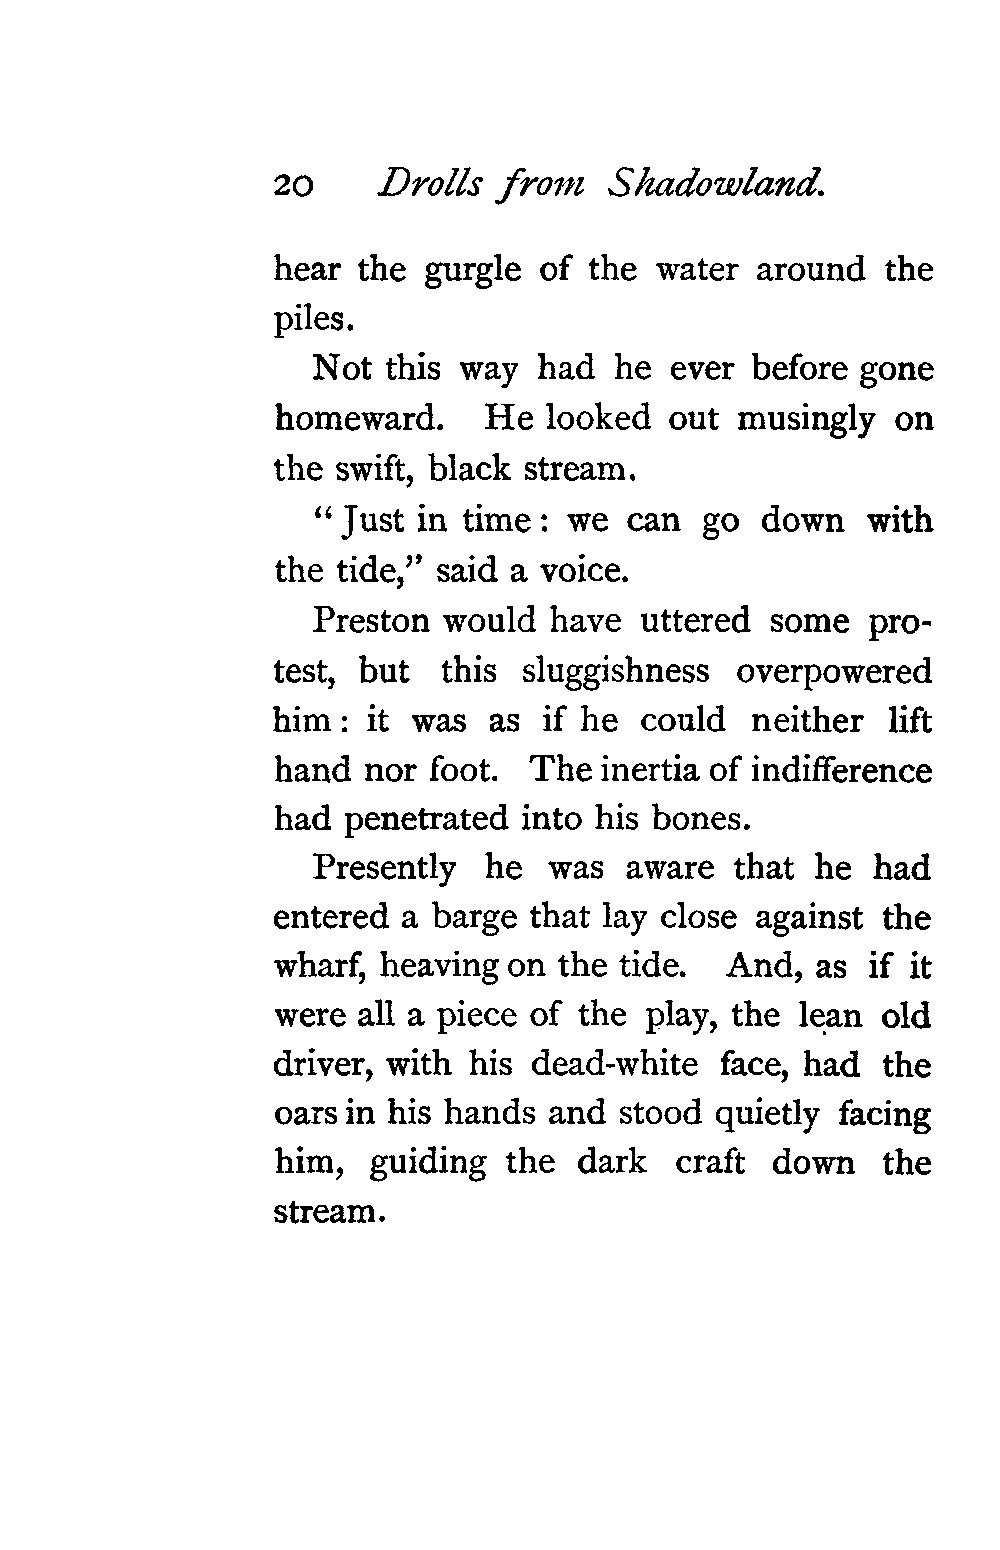 20 Drolls from Shadowland.
hear the gurgle of the water around the
piles.
Not this way had he ever before gone
homeward. He looked out musingly on
the swift, black stream.
“Just in time: we can go down with
the tide,” said a voice.
Preston would have uttered some pro-
test, but this sluggishness overpowered
him: it was as if he could neither lift
hand nor foot. The inertia of indifference
had penetrated into his bones.
Presently he was aware that he had
entered a barge that lay close against the
wharf, heaving on the tide. And, as if it
were all a piece of the play, the lean old
driver, with his dead-white face, had the
oars in his hands and stood quietly facing
him, guiding the dark craft down the
stream.